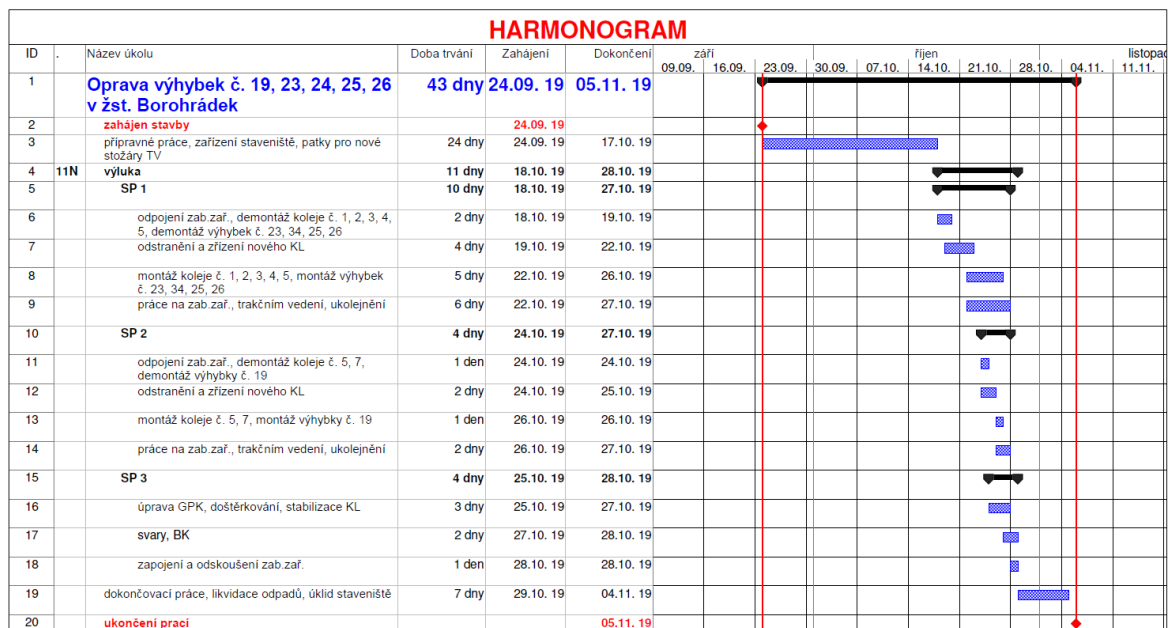 HARMONOGRAM
ID . Název úkolu Doba trvání Zahájení Dokončení září říjen listopad
09.09. 16.09. 23.09. 30.09. 07.10. 14.10. 21.10. 28.10. 04.11. 11.11.
1 Oprava výhybek č. 19, 23, 24, 25, 26 43 dny 24.09. 19 05.11. 19
v žst. Borohrádek
2 zahájen stavby 24.09. 19
3 přípravné práce, zařízení staveniště, patky pro nové 24 dny 24.09. 19 17.10. 19
stožáry TV
4 11N výluka 11 dny 18.10. 19 28.10. 19
5 SP 1 10 dny 18.10. 19 27.10. 19
6 odpojení zab.zař., demontáž koleje č. 1, 2, 3, 4, 2 dny 18.10. 19 19.10. 19
5, demontáž výhybek č. 23, 34, 25, 26
7 odstranění a zřízení nového KL 4 dny 19.10. 19 22.10. 19
8 montáž koleje č. 1, 2, 3, 4, 5, montáž výhybek 5 dny 22.10. 19 26.10. 19
č. 23, 34, 25, 26
9 práce na zab.zař., trakčním vedení, ukolejnění 6 dny 22.10. 19 27.10. 19
10 SP 2 4 dny 24.10. 19 27.10. 19
11 odpojení zab.zař., demontáž koleje č. 5, 7, 1 den 24.10. 19 24.10. 19
demontáž výhybky č. 19
12 odstranění a zřízení nového KL 2 dny 24.10. 19 25.10. 19
13 montáž koleje č. 5, 7, montáž výhybky č. 19 1 den 26.10. 19 26.10. 19
14 práce na zab.zař., trakčním vedení, ukolejnění 2 dny 26.10. 19 27.10. 19
15 SP 3 4 dny 25.10. 19 28.10. 19
16 úprava GPK, doštěrkování, stabilizace KL 3 dny 25.10. 19 27.10. 19
17 svary, BK 2 dny 27.10. 19 28.10. 19
18 zapojení a odskoušení zab.zař. 1 den 28.10. 19 28.10. 19
19 dokončovací práce, likvidace odpadů, úklid staveniště 7 dny 29.10. 19 04.11. 19
20 ukončení prací 05.11. 19